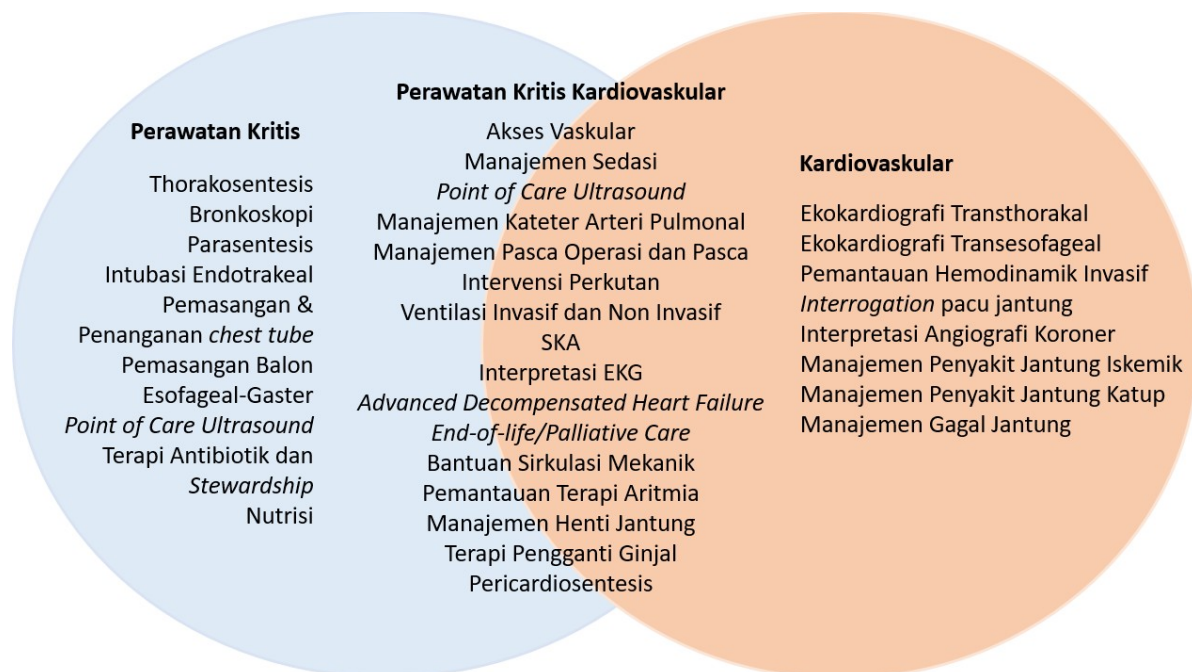 Perawatan Kritis
Thorakosentesis
Bronkoskopi
Parasentesis
Intubasi Endotrakeal
Pemasangan &
Penanganan chest tube
Pemasangan Balon
Esofageal-Gaster
Point of Care Ultrasound
Terapi Antibiotik dan
Stewardship
Nutrisi
Perawatan Kritis Kardiovaskular
Akses Vaskular
Manajemen Sedasi
Point of Care Ultrasound
Manajemen Kateter Arteri Pulmonal
Manajemen Pasca Operasi dan Pasca
Intervensi Perkutan
Ventilasi Invasif dan Non Invasif
SKA
Interpretasi EKG
Advanced Decompensated Heart Failure
End-of-life/Palliative Care
Bantuan Sirkulasi Mekanik
Pemantauan Terapi Aritmia
Manajemen Henti Jantung
Terapi Pengganti Ginjal
Pericardiosentesis
Kardiovaskular
Ekokardiografi Transthorakal
Ekokardiografi Transesofageal
Pemantauan Hemodinamik Invasif
Interrogation pacu jantung
Interpretasi Angiografi Koroner
Manajemen Penyakit Jantung Iskemik
Manajemen Penyakit Jantung Katup
Manajemen Gagal Jantung